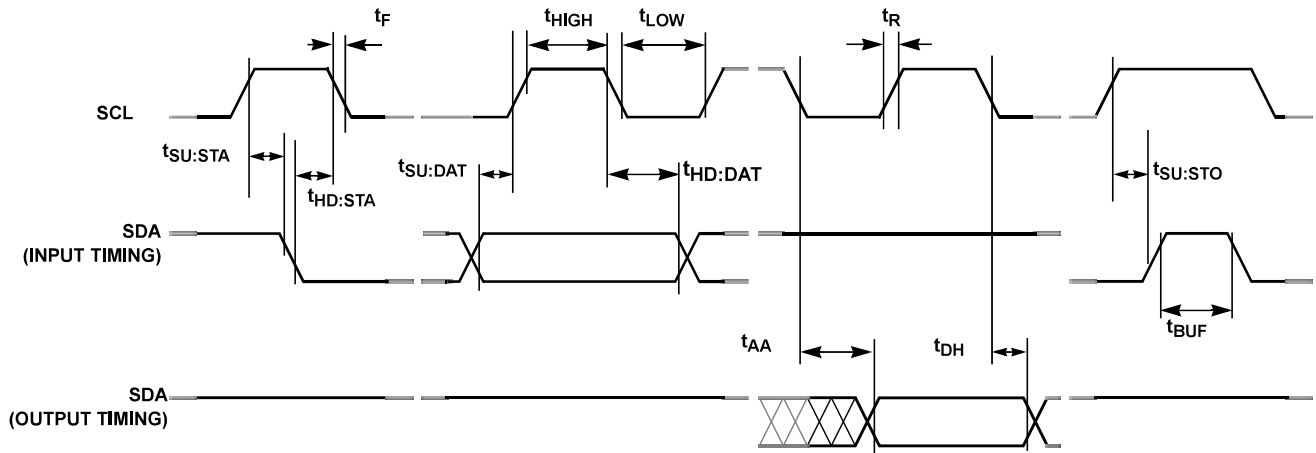 tF
tHIGH
tLOW
tR
SCL
tSU:STA
tHD:STA
tSU:DAT
tHD:DAT
tSU:STO
SDA
(INPUT TIMING)
tBUF
tAA
tDH
SDA
(OUTPUT TIMING)